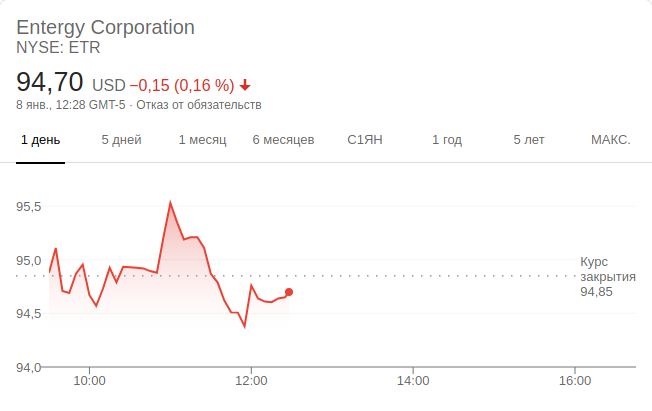 Entergy Corporation
NYSE: ETR
94,70 USD −0,15 (0,16 %)
8 янв., 12:28 GMT-5 · Отказ от обязательств
1 день 5 дней 1 месяц 6 месяцев С1ЯН 1 год 5 лет МАКС.
95,5
95,0
Курс
закрытия
94,85
94,5
94,0
10:00 12:00 14:00 16:00